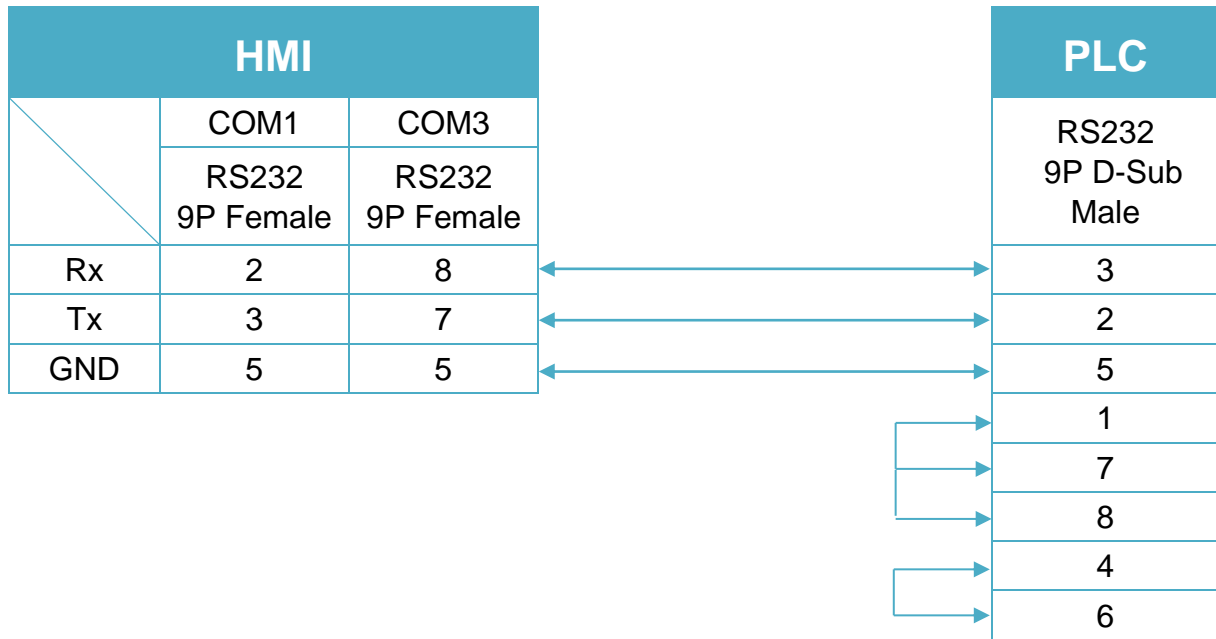 HMI
PLC
COM1 COM3
RS232
9P D-Sub
Male
RS232 RS232
9P Female 9P Female
Rx 2 8 3
Tx 3 7 2
GND 5 5 5
1
7
8
4
6